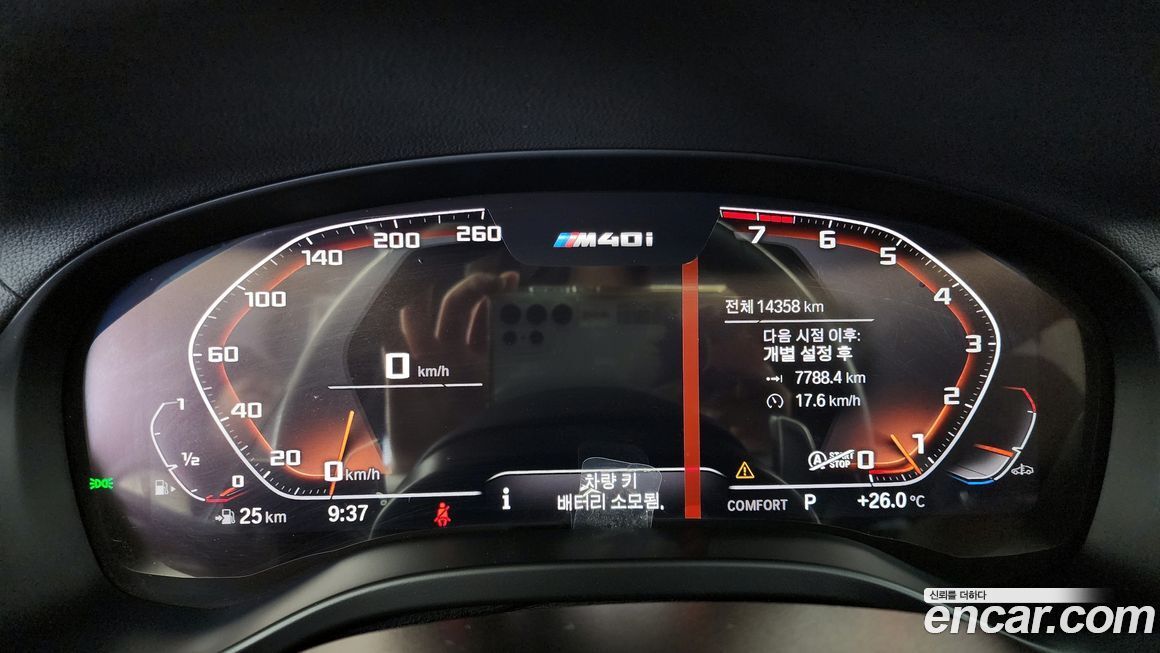 M40i
260
200
140
100
60
40
20
0 km/h
0 km/h
1
1/2
0
25 km
9:37
7
6
5
4
3
2
1
0
전체 14358 km
다음 시점 이후:
개별 설정 후
7788.4 km
17.6 km/h
A START
STOP
i
차량 키
배터리 소모됨.
COMFORT P
+26.0 °C
신뢰를 더하다
encar.com